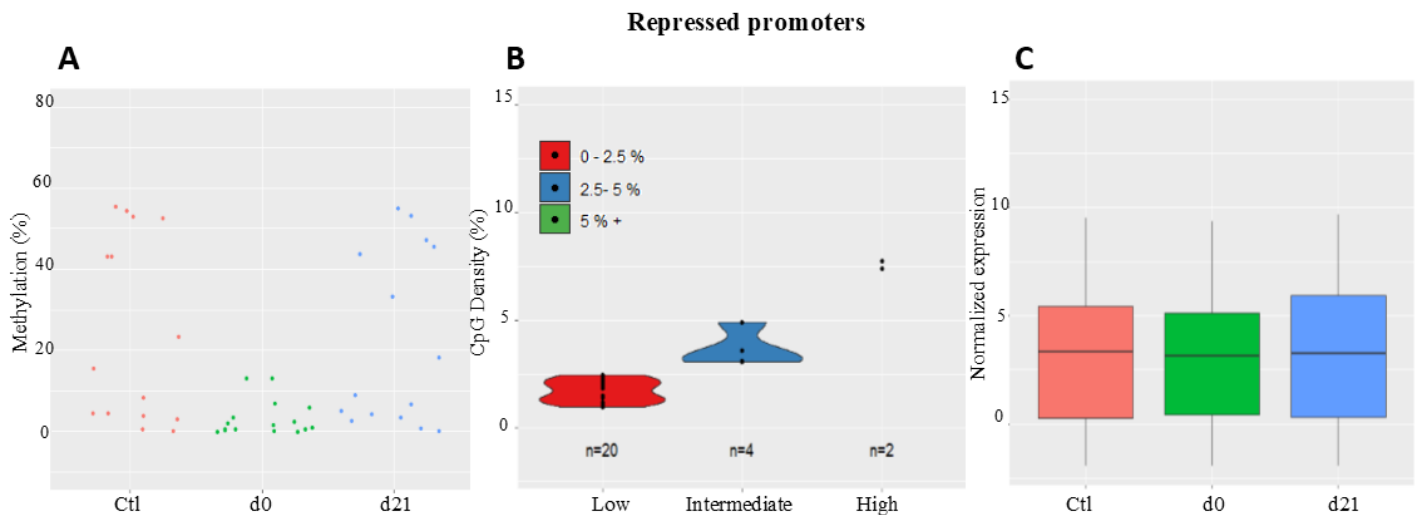 Repressed promoters
A
Methylation (%)
80
60
40
20
0
Ctl d0 d21
B
CpG Density (%)
15
10
5
0
0 - 2.5 %
2.5- 5 %
5 % +
n=20 n=4 n=2
Low Intermediate High
C
Normalized expression
15
10
5
0
Ctl d0 d21